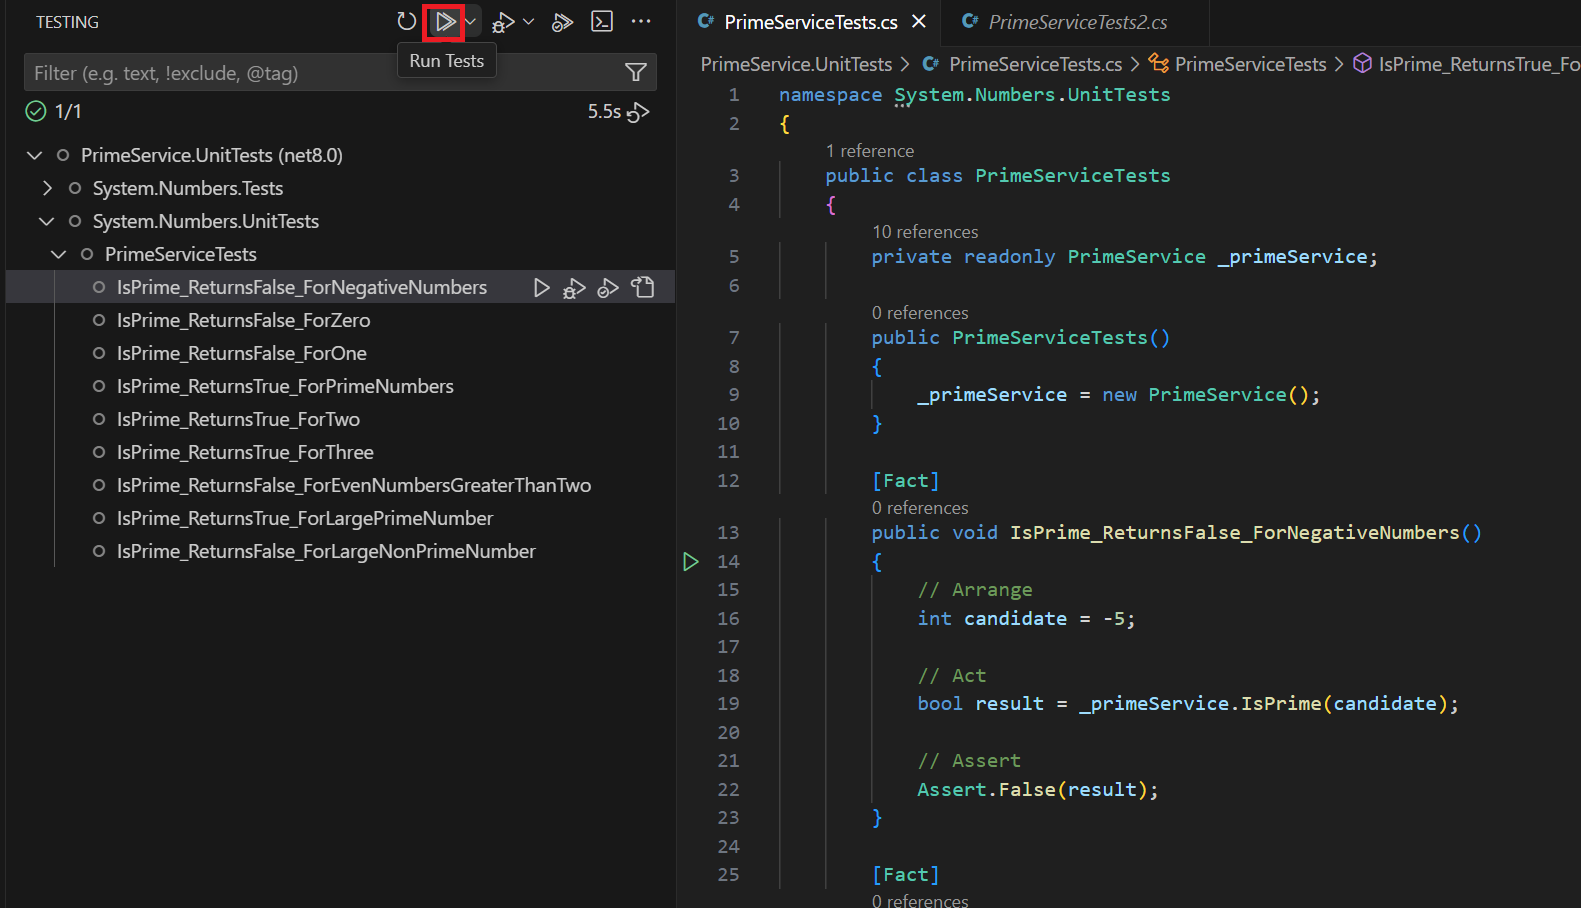 TESTING
Run Tests
Filter (e.g. text, !exclude, @tag)
1/1
5.5s
PrimeService.UnitTests (net8.0)
System.Numbers.Tests
System.Numbers.UnitTests
PrimeServiceTests
IsPrime_ReturnsFalse_ForNegativeNumbers
IsPrime_ReturnsFalse_ForZero
IsPrime_ReturnsFalse_ForOne
IsPrime_ReturnsTrue_ForPrimeNumbers
IsPrime_ReturnsTrue_ForTwo
IsPrime_ReturnsTrue_ForThree
IsPrime_ReturnsFalse_ForEvenNumbersGreaterThanTwo
IsPrime_ReturnsTrue_ForLargePrimeNumber
IsPrime_ReturnsFalse_ForLargeNonPrimeNumber
C# PrimeServiceTests.cs C# PrimeServiceTests2.cs
PrimeService.UnitTests > C# PrimeServiceTests.cs > PrimeServiceTests > IsPrime_ReturnsTrue_Fo
1 namespace System.Numbers.UnitTests
2 {
1 reference
3 public class PrimeServiceTests
4 {
10 references
5 private readonly PrimeService _primeService;
6
0 references
7 public PrimeServiceTests()
8 {
9 _primeService = new PrimeService();
10 }
11
12 [Fact]
0 references
13 public void IsPrime_ReturnsFalse_ForNegativeNumbers()
14 {
15 // Arrange
16 int candidate = -5;
17
18 // Act
19 bool result = _primeService.IsPrime(candidate);
20
21 // Assert
22 Assert.False(result);
23 }
24
25 [Fact]
0 references